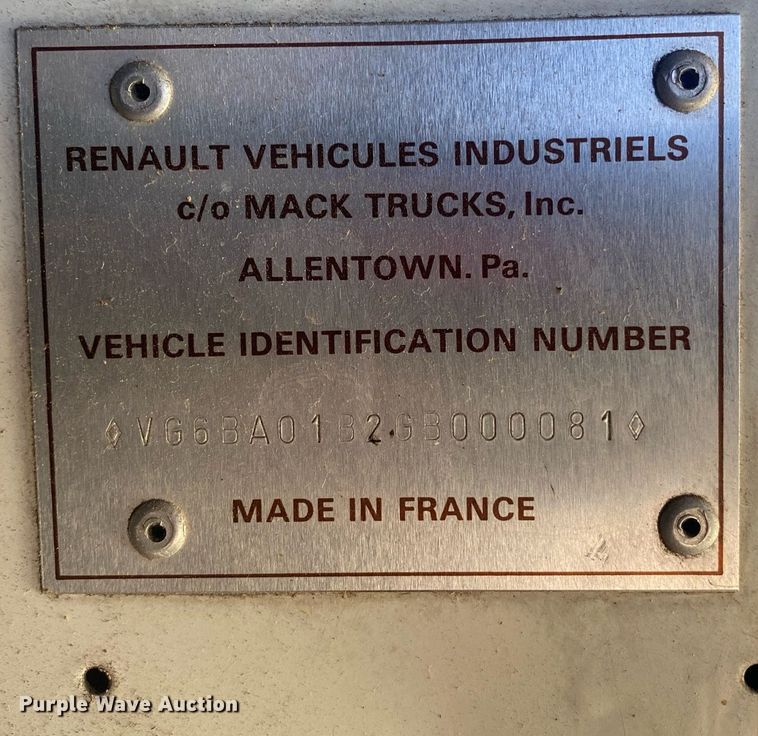 RENAULT VEHICULES INDUSTRIELS
c/o MACK TRUCKS, Inc.
ALLENTOWN. Pa.
VEHICLE IDENTIFICATION NUMBER
◊VG6BA01B2GB000081◊
MADE IN FRANCE
Purple Wave Auction